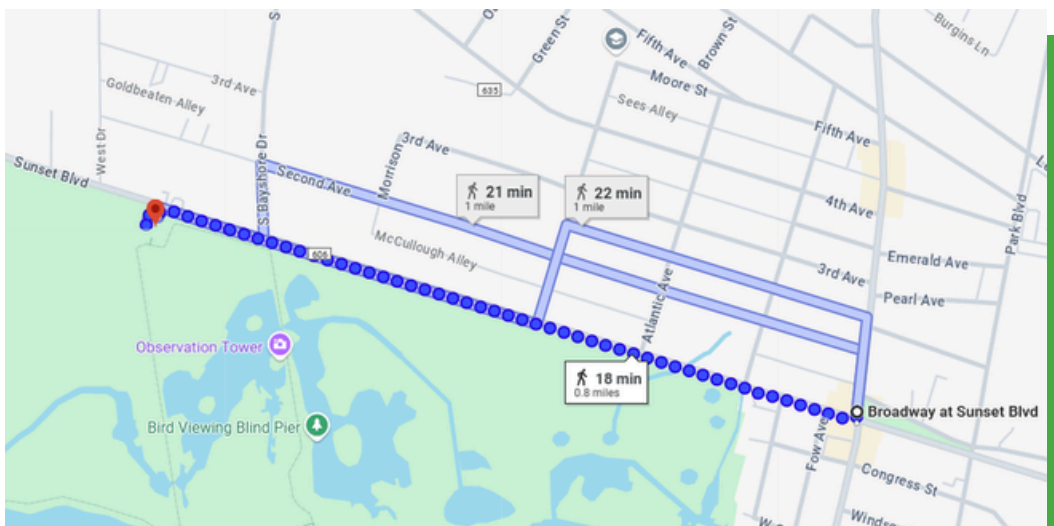 Burgins Ln
Green St
Brown St
Fifth Ave
Moore St
3rd Ave
Goldbeaten Alley
635
Sees Alley
Fifth Ave
West Dr
S. Bayshore Dr
Morrison
3rd Ave
Sunset Blvd
Second Ave
21 min
1 mile
22 min
1 mile
4th Ave
Park Blvd
McCullough Alley
606
Emerald Ave
3rd Ave
Pearl Ave
Atlantic Ave
Observation Tower
18 min
0.8 miles
Broadway at Sunset Blvd
Bird Viewing Blind Pier
Fow Ave
Congress St